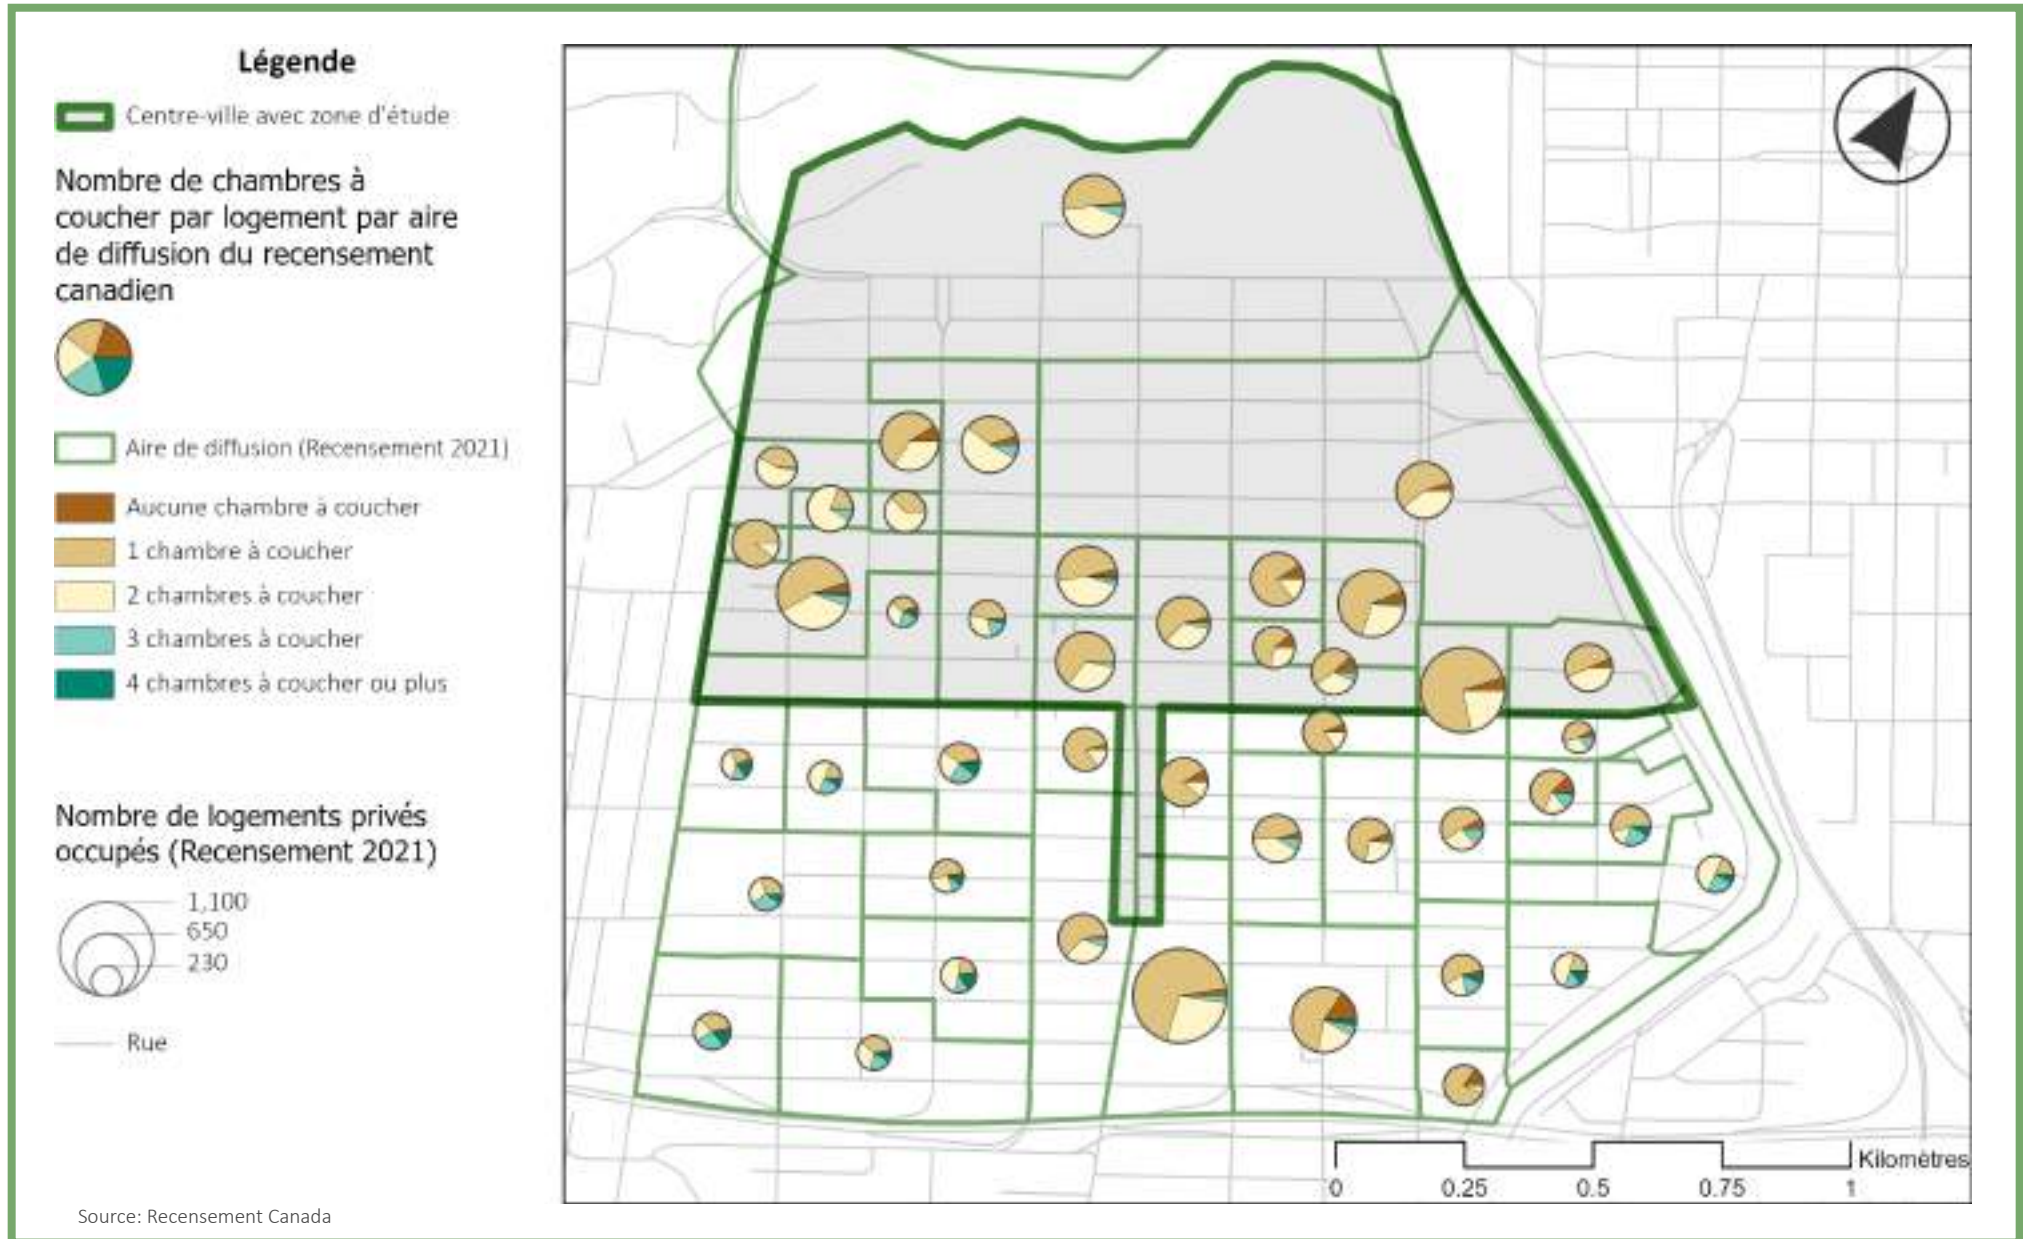 Légende
Centre-ville avec zone d'étude
Nombre de chambres à
coucher par logement par aire
de diffusion du recensement
canadien
Aire de diffusion (Recensement 2021)
Aucune chambre à coucher
1 chambre à coucher
2 chambres à coucher
3 chambres à coucher
4 chambres à coucher ou plus
Nombre de logements privés
occupés (Recensement 2021)
1,100
650
230
Rue
Source: Recensement Canada
Kilomètres
0 0.25 0.5 0.75 1